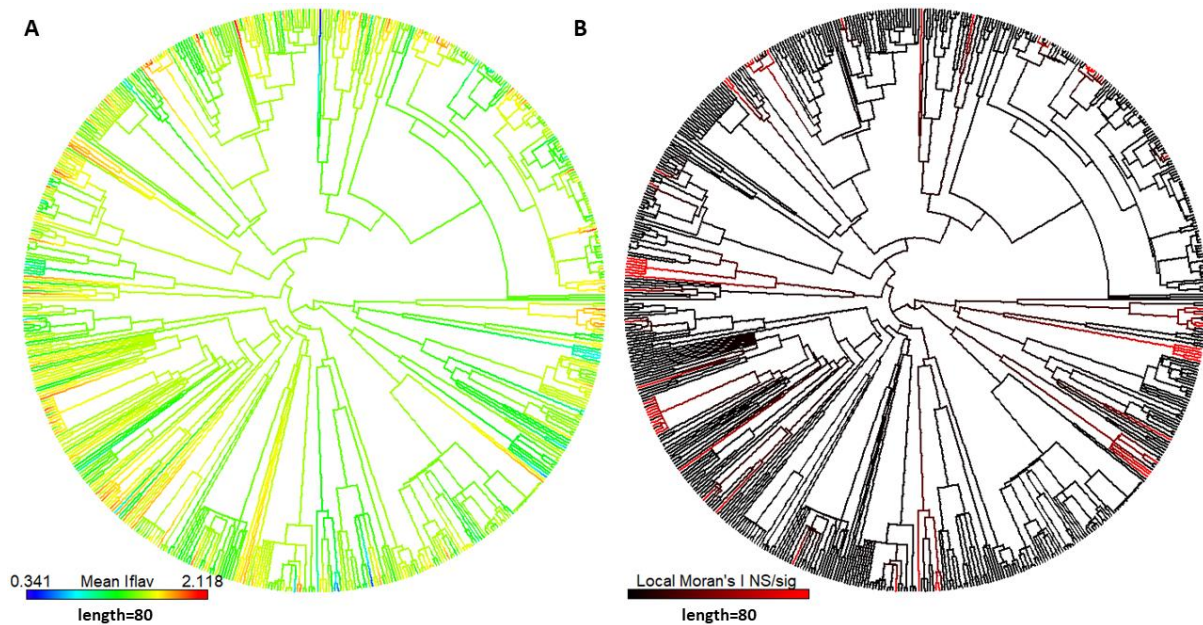 A
B
0.341 Mean Iflav 2.118
length=80
Local Moran's I NS/sig
length=80